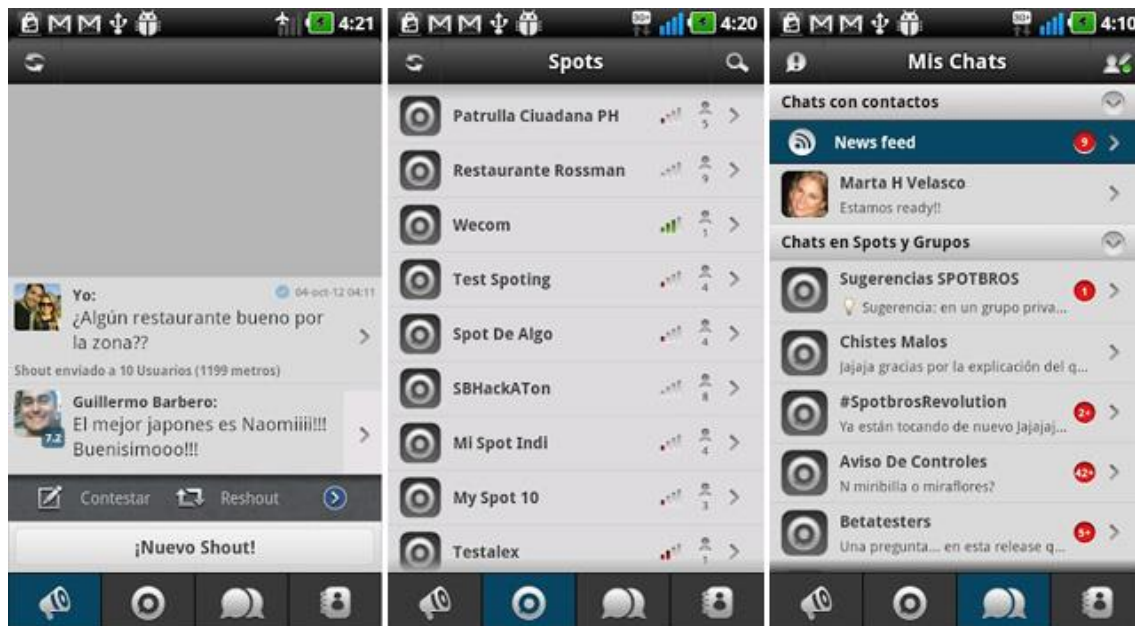 4:21
Yo:
04-oct-12 04:11
¿Algún restaurante bueno por
la zona??
Shout enviado a 10 Usuarios (1199 metros)
Guillermo Barbero:
7.2
El mejor japones es Naomiiii!!!
Buenisimooo!!!
Contestar
Reshout
¡Nuevo Shout!
3G+
4:20
Spots
Patrulla Ciuadana PH
5
Restaurante Rossman
9
Wecom
1
Test Spoting
4
Spot De Algo
4
SBHackATon
8
Mi Spot Indi
4
My Spot 10
3
Testalex
1
3G+
4:10
Mis Chats
Chats con contactos
News feed
9
Marta H Velasco
Estamos ready!!
Chats en Spots y Grupos
Sugerencias SPOTBROS
1
Sugerencia: en un grupo priva...
Chistes Malos
Jajaja gracias por la explicación del q...
#SpotbrosRevolution
2+
Ya están tocando de nuevo Jajajaj...
Aviso De Controles
42+
N miribilla o miraflores?
Betatesters
5+
Una pregunta... en esta release q...